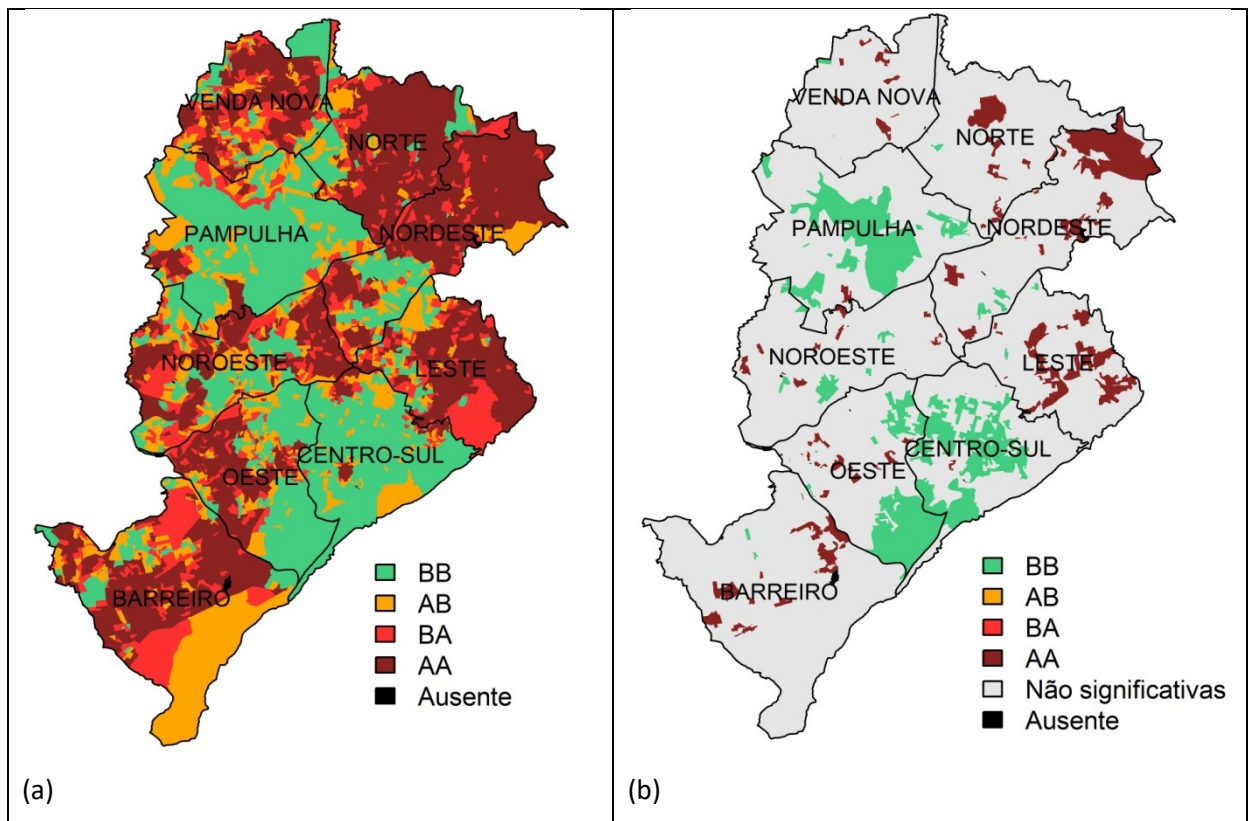 VENDA NOVA
NORTE
PAMPULHA
NORDESTE
NOROESTE
LESTE
CENTRO-SUL
OESTE
BARREIRO
BB
AB
BA
AA
Ausente
(a)
VENDA NOVA
NORTE
PAMPULHA
NORDESTE
NOROESTE
LESTE
CENTRO-SUL
OESTE
BARREIRO
BB
AB
BA
AA
Não significativas
Ausente
(b)